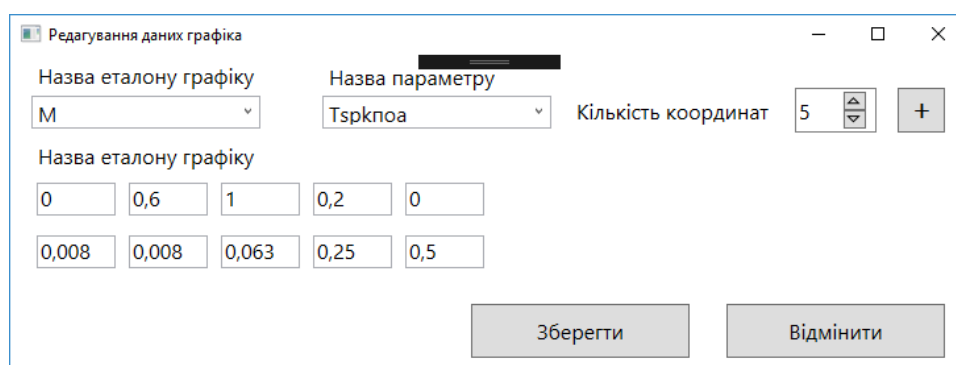 Редагування даних графіка
Назва еталону графіку Назва параметру
М Tspkпоа Кількість координат 5 +
Назва еталону графіку
0 0,6 1 0,2 0
0,008 0,008 0,063 0,25 0,5
Зберегти Відмінити